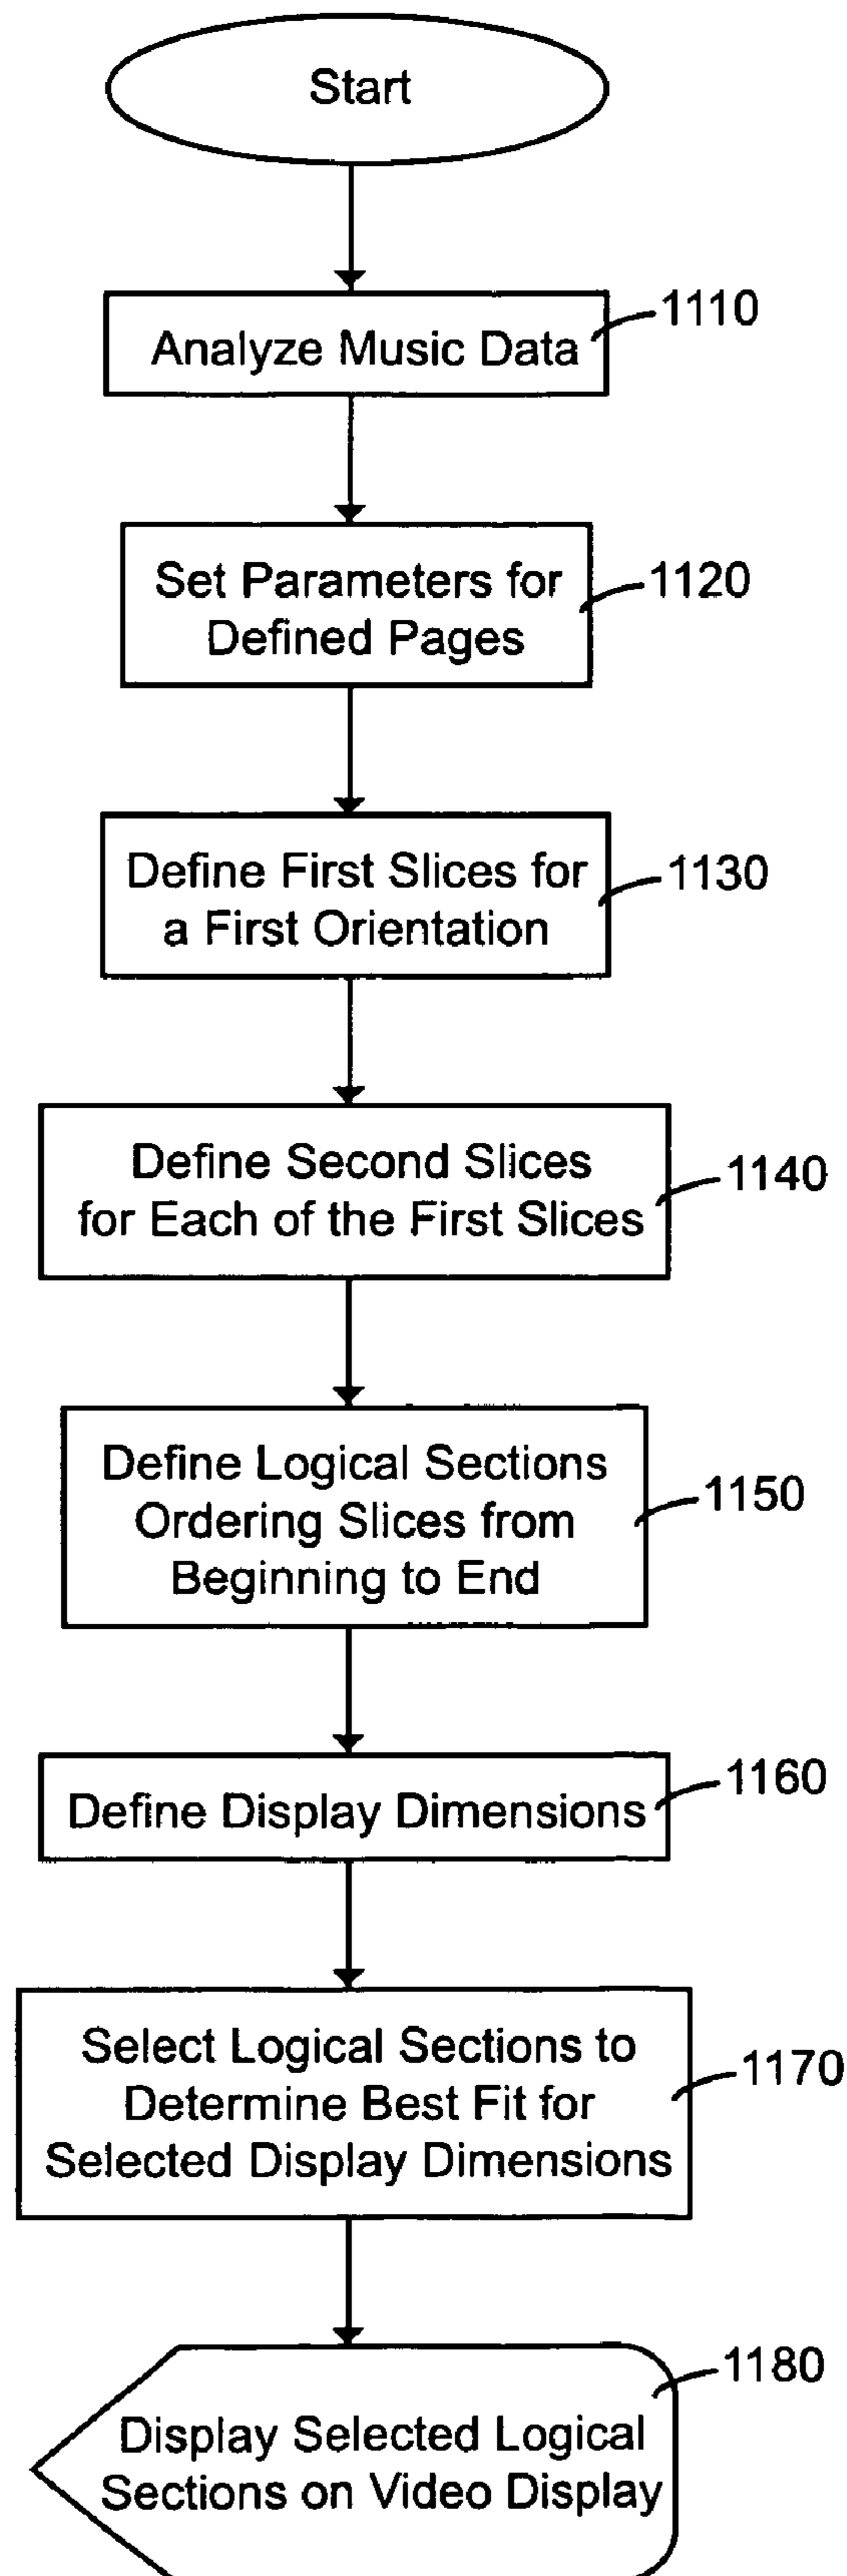 Start
Analyze Music Data
1110
Set Parameters for
Defined Pages
1120
Define First Slices for
a First Orientation
1130
Define Second Slices
for Each of the First Slices
1140
Define Logical Sections
Ordering Slices from
Beginning to End
1150
Define Display Dimensions
1160
Select Logical Sections to
Determine Best Fit for
Selected Display Dimensions
1170
Display Selected Logical
Sections on Video Display
1180